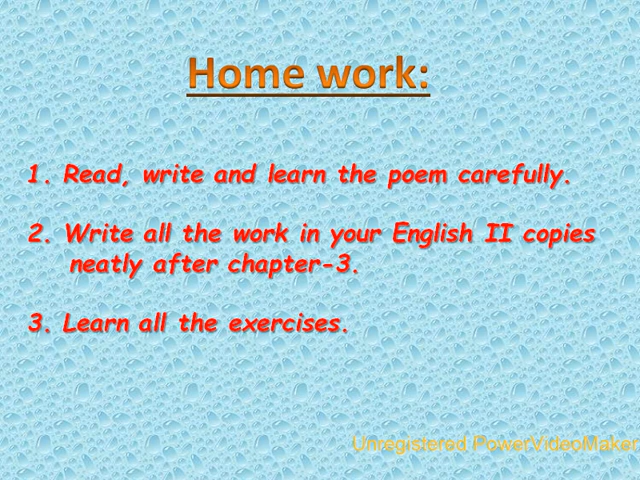 Home work:
1. Read, write and learn the poem carefully.
2. Write all the work in your English II copies
neatly after chapter-3.
3. Learn all the exercises.
Unregistered PowerVideoMaker